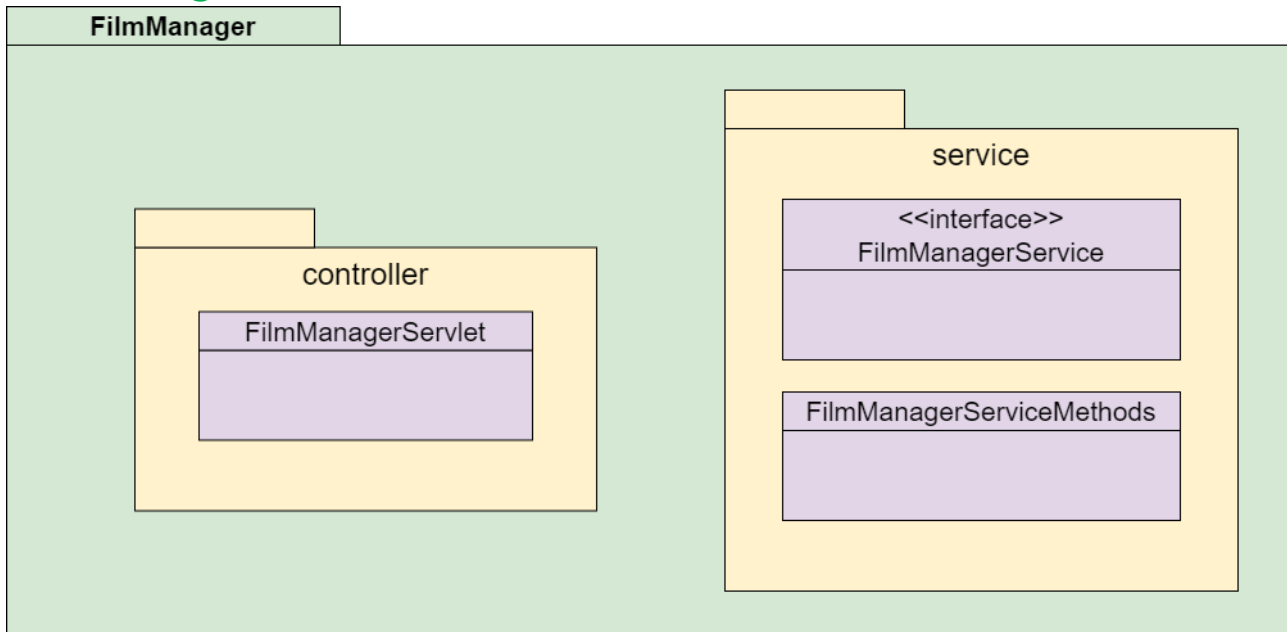 FilmManager
service
<<interface>>
FilmManagerService
controller
FilmManagerServlet
FilmManagerServiceMethods